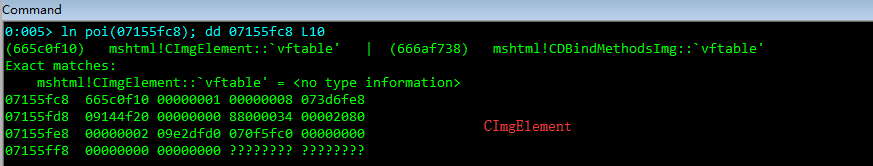 Command
0:005> ln poi(07155fc8); dd 07155fc8 L10
(665c0f10)   mshtml!CImgElement::`vftable'   |  (666af738)   mshtml!CDBindMethodsImg::`vftable'
Exact matches:
    mshtml!CImgElement::`vftable' = <no type information>
07155fc8  665c0f10 00000001 00000008 073d6fe8
07155fd8  09144f20 00000000 88000034 00002080
07155fe8  00000002 09e2dfd0 070f5fc0 00000000
CImgElement
07155ff8  00000000 00000000 ???????? ????????